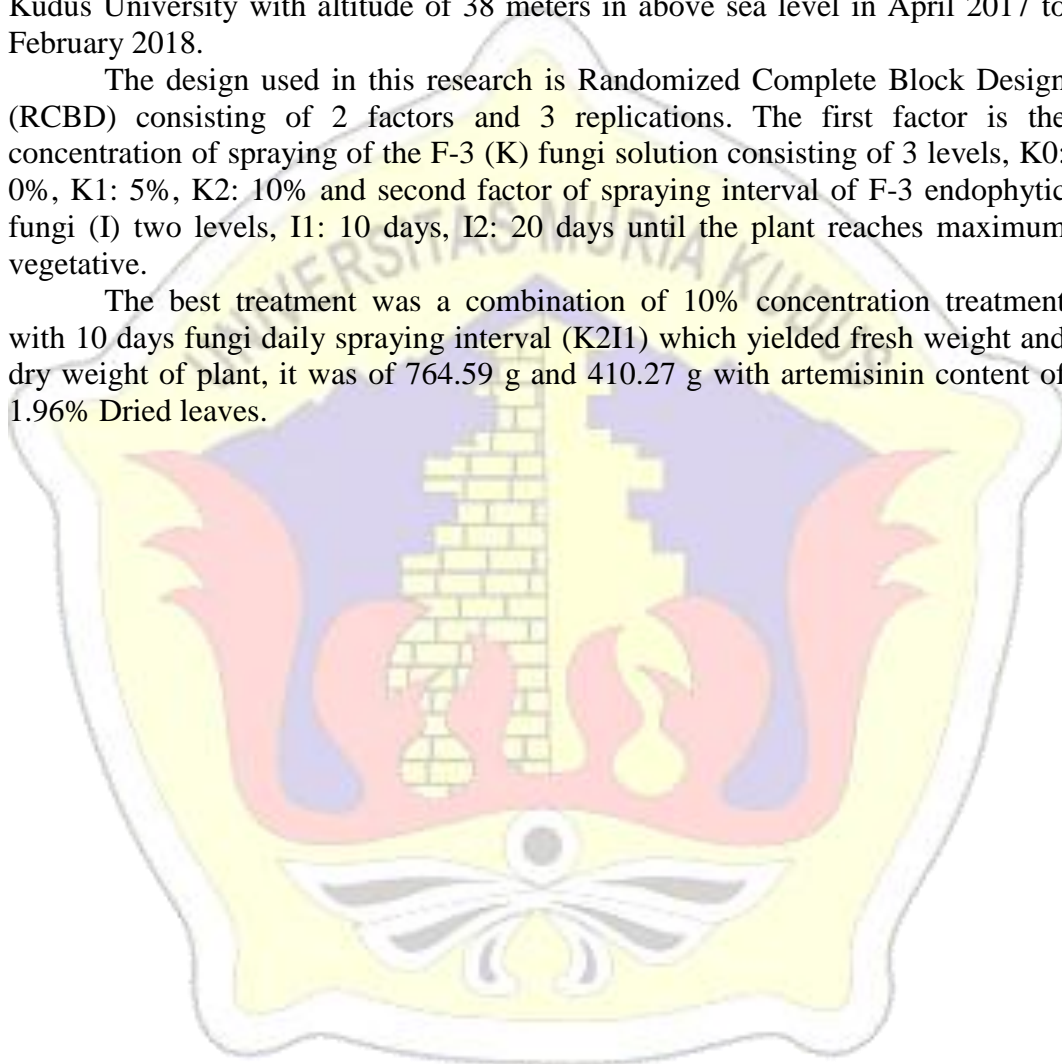 Kudus University with altitude of 38 meters in above sea level in April 2017 to
February 2018.
The design used in this research is Randomized Complete Block Design
(RCBD) consisting of 2 factors and 3 replications. The first factor is the
concentration of spraying of the F-3 (K) fungi solution consisting of 3 levels, K0:
0%, K1: 5%, K2: 10% and second factor of spraying interval of F-3 endophytic
fungi (I) two levels, I1: 10 days, I2: 20 days until the plant reaches maximum
vegetative.
The best treatment was a combination of 10% concentration treatment
with 10 days fungi daily spraying interval (K2I1) which yielded fresh weight and
dry weight of plant, it was of 764.59 g and 410.27 g with artemisinin content of
1.96% Dried leaves.
UNIVERSITAS MURIA KUDUS